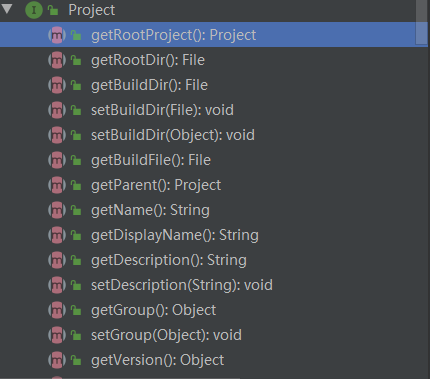 Project
getRootProject(): Project
getRootDir(): File
getBuildDir(): File
setBuildDir(File): void
setBuildDir(Object): void
getBuildFile(): File
getParent(): Project
getName(): String
getDisplayName(): String
getDescription(): String
setDescription(String): void
getGroup(): Object
setGroup(Object): void
getVersion(): Object